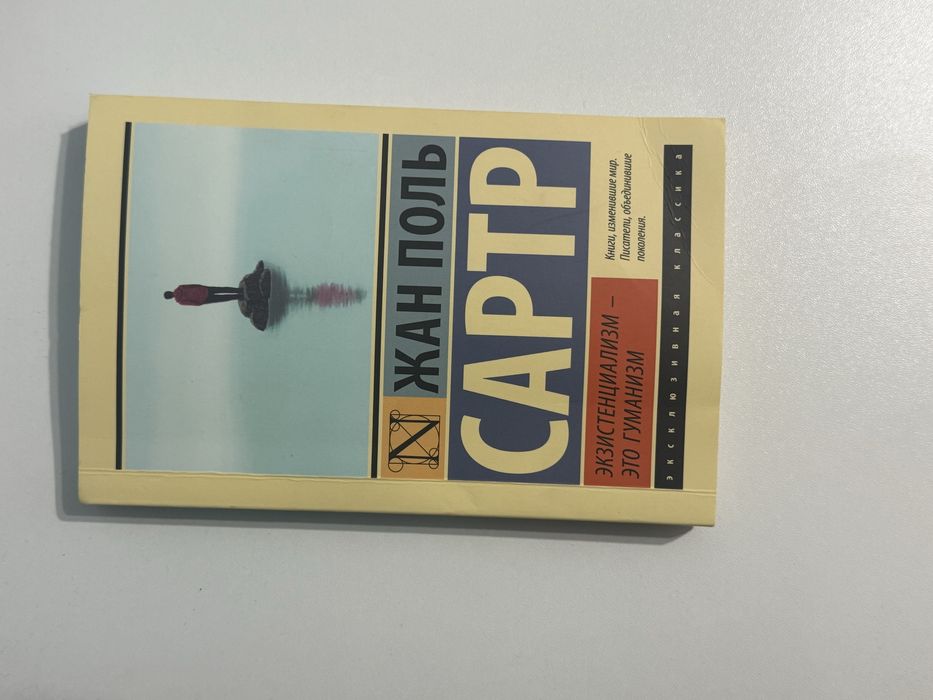 ЖАН ПОЛЬ
САРТР
Книги, изменившие мир.
Писатели, объединившие
поколения.
ЭКЗИСТЕНЦИАЛИЗМ –
ЭТО ГУМАНИЗМ
эксклюзивная классика